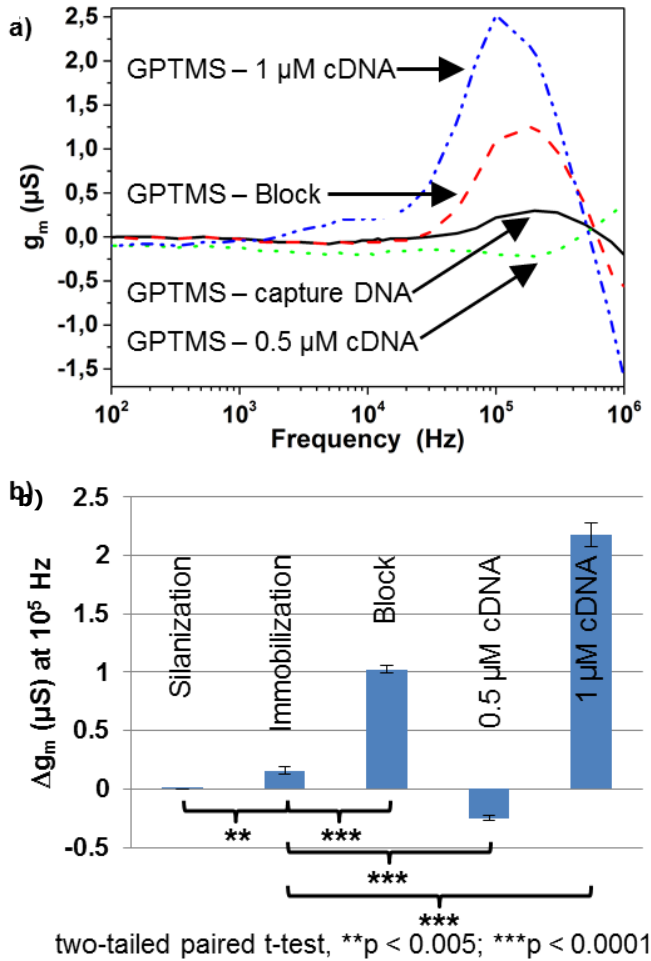 a)
2,5
2,0
1,5
1,0
0,5
0,0
-0,5
-1,0
-1,5
g_m (µS)
GPTMS – 1 µM cDNA
GPTMS – Block
GPTMS – capture DNA
GPTMS – 0.5 µM cDNA
10² 10³ 10⁴ 10⁵ 10⁶
Frequency (Hz)
b)
b)
2.5
2
1.5
1
0.5
0
-0.5
Δg_m (µS) at 10⁵ Hz
Silanization
Immobilization
Block
0.5 µM cDNA
1 µM cDNA
** ***
***
***
two-tailed paired t-test, **p < 0.005; ***p < 0.0001